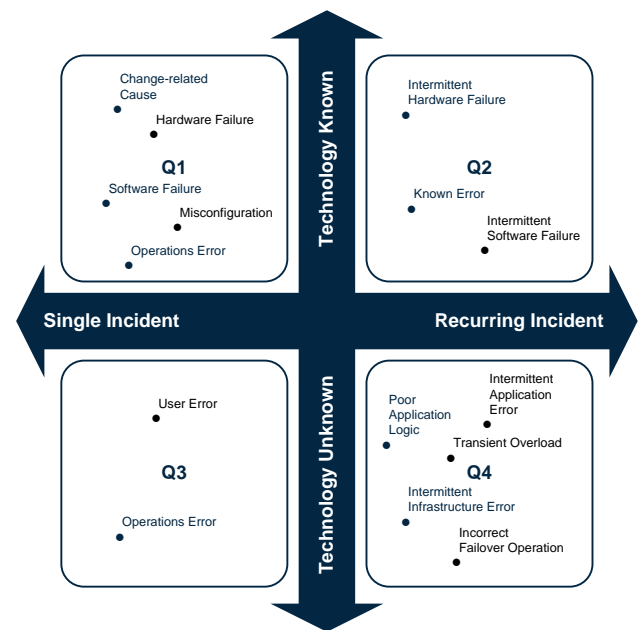 Change-related
Cause
Hardware Failure
Q1
Software Failure
Misconfiguration
Operations Error
Technology Known
Intermittent
Hardware Failure
Q2
Known Error
Intermittent
Software Failure
Single Incident
Recurring Incident
User Error
Q3
Operations Error
Technology Unknown
Intermittent
Application
Error
Poor
Application
Logic
Transient Overload
Q4
Intermittent
Infrastructure Error
Incorrect
Failover Operation